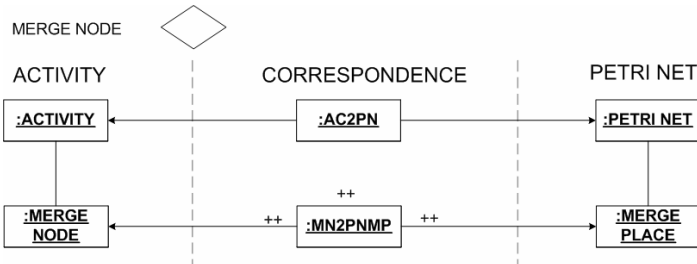 MERGE NODE
ACTIVITY CORRESPONDENCE PETRI NET
:ACTIVITY :AC2PN :PETRI NET
++
:MERGE NODE ++ :MN2PNMP ++ :MERGE PLACE